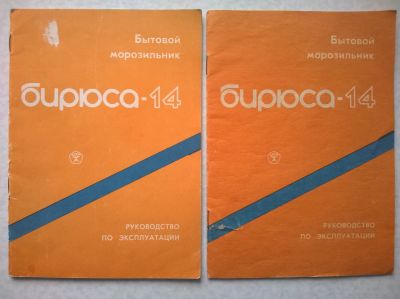 Бытовой
морозильник
бирюса-14
РУКОВОДСТВО
ПО ЭКСПЛУАТАЦИИ
Бытовой
морозильник
бирюса-14
РУКОВОДСТВО
ПО ЭКСПЛУАТАЦИИ